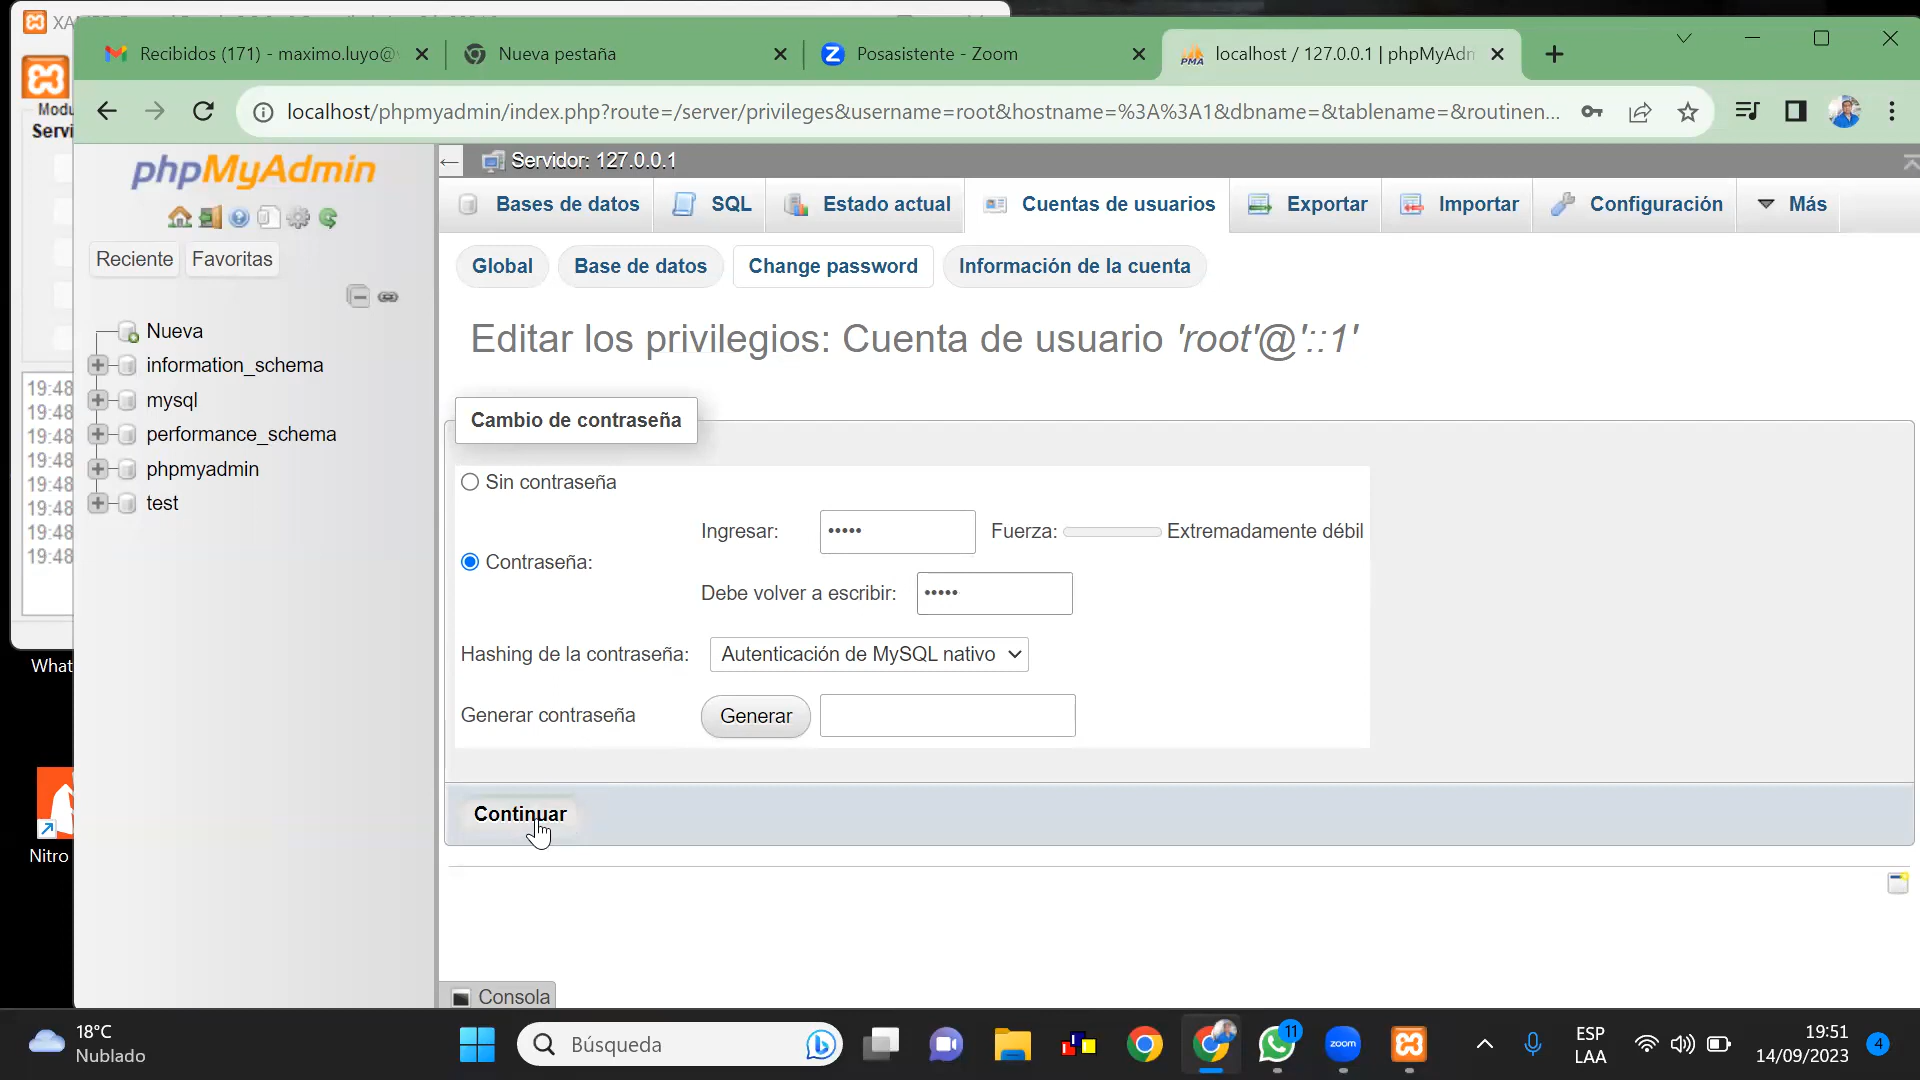 Recibidos (171) - maximo.luyo@
Nueva pestaña
Posasistente - Zoom
localhost / 127.0.0.1 | phpMyAdm
localhost/phpmyadmin/index.php?route=/server/privileges&username=root&hostname=%3A%3A1&dbname=&tablename=&routinen...
Modu
Servi
phpMyAdmin
Servidor: 127.0.0.1
Bases de datos
SQL
Estado actual
Cuentas de usuarios
Exportar
Importar
Configuración
Más
Reciente
Favoritas
Global
Base de datos
Change password
Información de la cuenta
Nueva
information_schema
mysql
performance_schema
phpmyadmin
test
Editar los privilegios: Cuenta de usuario 'root'@'::1'
Cambio de contraseña
Sin contraseña
Contraseña:
Ingresar: •••••
Fuerza:
Extremadamente débil
Debe volver a escribir: •••••
Hashing de la contraseña: Autenticación de MySQL nativo
Generar contraseña
Generar
Continuar
19:48
19:48
19:48
19:48
19:48
19:48
19:48
19:48
What
Nitro
Consola
18°C
Nublado
Búsqueda
zoom
11
ESP
LAA
19:51
14/09/2023
4